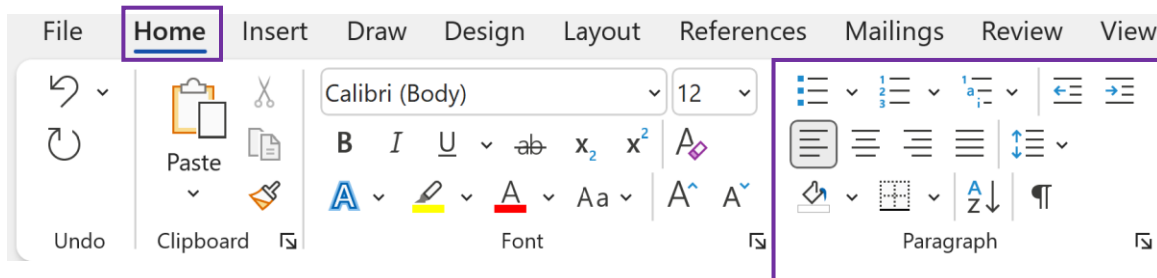 File Home Insert Draw Design Layout References Mailings Review View
Calibri (Body) 12
B I U ab x₂ x² A
Paste
A A Aa A^ A˅
A Z ¶
Undo Clipboard Font Paragraph